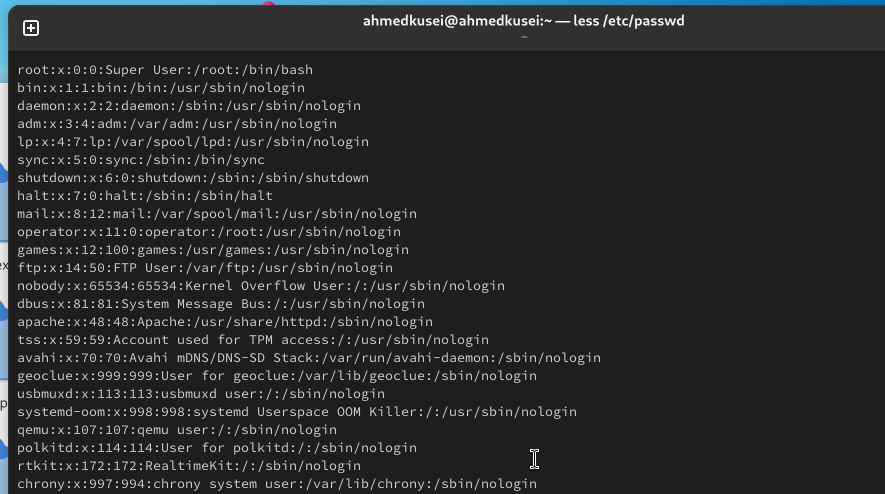 ahmedkusei@ahmedkusei:~ — less /etc/passwd
~
root:x:0:0:Super User:/root:/bin/bash
bin:x:1:1:bin:/bin:/usr/sbin/nologin
daemon:x:2:2:daemon:/sbin:/usr/sbin/nologin
adm:x:3:4:adm:/var/adm:/usr/sbin/nologin
lp:x:4:7:lp:/var/spool/lpd:/usr/sbin/nologin
sync:x:5:0:sync:/sbin:/bin/sync
shutdown:x:6:0:shutdown:/sbin:/sbin/shutdown
halt:x:7:0:halt:/sbin:/sbin/halt
mail:x:8:12:mail:/var/spool/mail:/usr/sbin/nologin
operator:x:11:0:operator:/root:/usr/sbin/nologin
games:x:12:100:games:/usr/games:/usr/sbin/nologin
ftp:x:14:50:FTP User:/var/ftp:/usr/sbin/nologin
nobody:x:65534:65534:Kernel Overflow User:/:/usr/sbin/nologin
dbus:x:81:81:System Message Bus:/:/usr/sbin/nologin
apache:x:48:48:Apache:/usr/share/httpd:/sbin/nologin
tss:x:59:59:Account used for TPM access:/:/usr/sbin/nologin
avahi:x:70:70:Avahi mDNS/DNS-SD Stack:/var/run/avahi-daemon:/sbin/nologin
geoclue:x:999:999:User for geoclue:/var/lib/geoclue:/sbin/nologin
usbmuxd:x:113:113:usbmuxd user:/:/sbin/nologin
systemd-oom:x:998:998:systemd Userspace OOM Killer:/:/usr/sbin/nologin
qemu:x:107:107:qemu user:/:/sbin/nologin
polkitd:x:114:114:User for polkitd:/:/sbin/nologin
rtkit:x:172:172:RealtimeKit:/:/sbin/nologin
chrony:x:997:994:chrony system user:/var/lib/chrony:/sbin/nologin